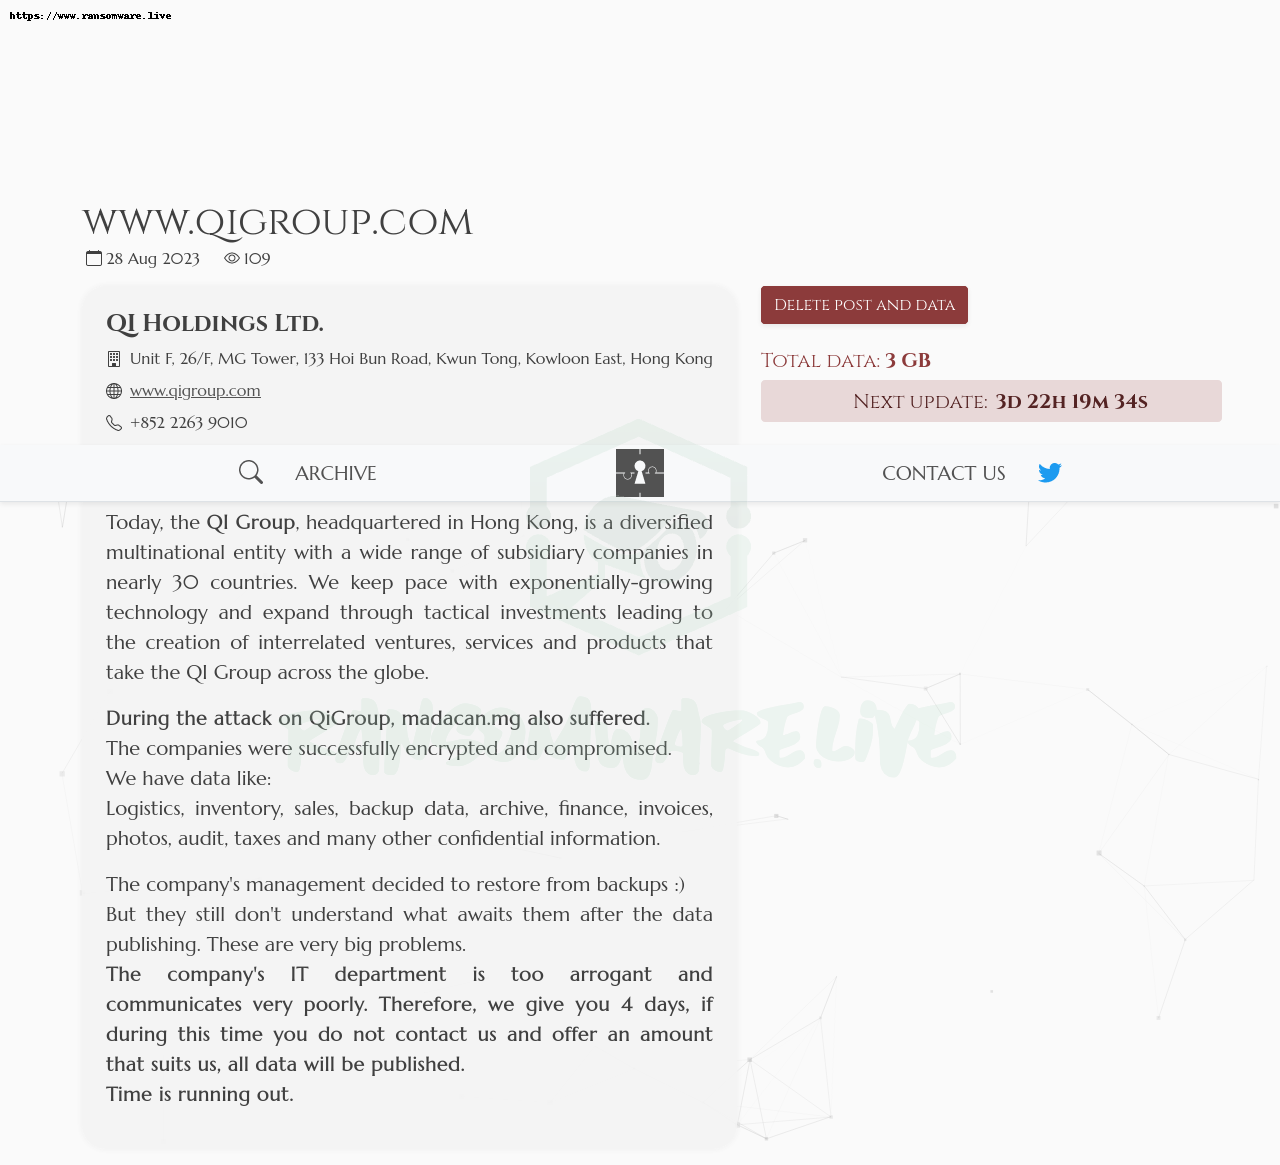 https://www.ransomware.live
WWW.QIGROUP.COM
28 Aug 2023 109
QI Holdings Ltd.
Unit F, 26/F, MG Tower, 133 Hoi Bun Road, Kwun Tong, Kowloon East, Hong Kong
www.qigroup.com
+852 2263 9010
Delete post and data
Total data: 3 GB
Next update: 3d 22h 19m 34s
ARCHIVE
CONTACT US
Today, the QI Group, headquartered in Hong Kong, is a diversified
multinational entity with a wide range of subsidiary companies in
nearly 30 countries. We keep pace with exponentially-growing
technology and expand through tactical investments leading to
the creation of interrelated ventures, services and products that
take the QI Group across the globe.
During the attack on QiGroup, madacan.mg also suffered.
The companies were successfully encrypted and compromised.
We have data like:
Logistics, inventory, sales, backup data, archive, finance, invoices,
photos, audit, taxes and many other confidential information.
The company's management decided to restore from backups :)
But they still don't understand what awaits them after the data
publishing. These are very big problems.
The company's IT department is too arrogant and
communicates very poorly. Therefore, we give you 4 days, if
during this time you do not contact us and offer an amount
that suits us, all data will be published.
Time is running out.
RANSOMWARE.LIVE